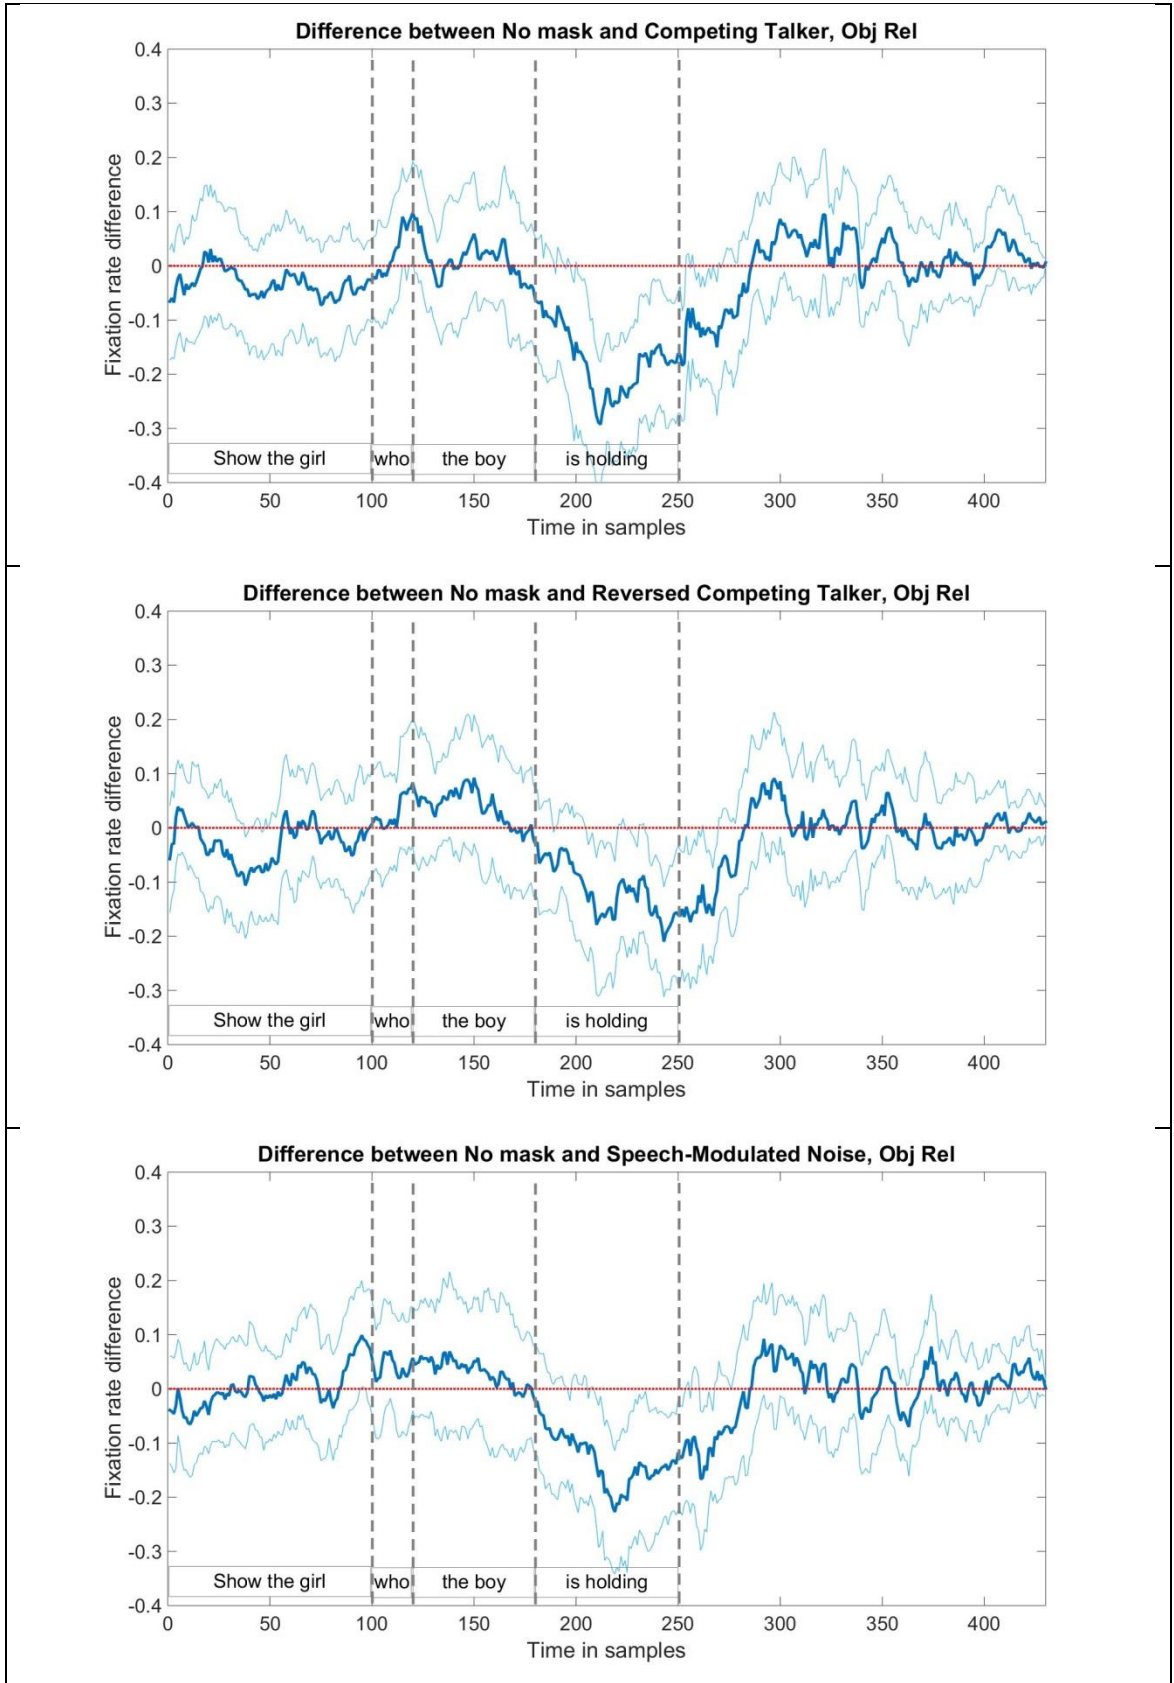 Difference between No mask and Competing Talker, Obj Rel
0.4
0.3
0.2
0.1
0
-0.1
-0.2
-0.3
-0.4
Fixation rate difference
Show the girl who the boy is holding
0 50 100 150 200 250 300 350 400
Time in samples
Difference between No mask and Reversed Competing Talker, Obj Rel
0.4
0.3
0.2
0.1
0
-0.1
-0.2
-0.3
-0.4
Fixation rate difference
Show the girl who the boy is holding
0 50 100 150 200 250 300 350 400
Time in samples
Difference between No mask and Speech-Modulated Noise, Obj Rel
0.4
0.3
0.2
0.1
0
-0.1
-0.2
-0.3
-0.4
Fixation rate difference
Show the girl who the boy is holding
0 50 100 150 200 250 300 350 400
Time in samples